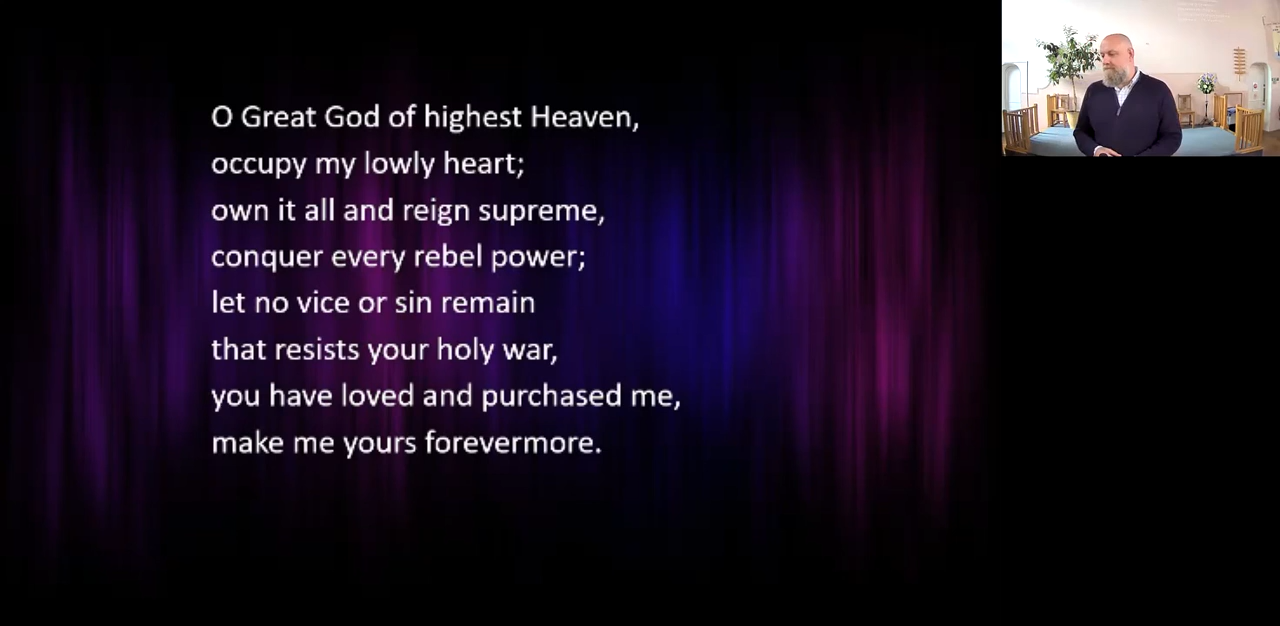 O Great God of highest Heaven,
occupy my lowly heart;
own it all and reign supreme,
conquer every rebel power;
let no vice or sin remain
that resists your holy war,
you have loved and purchased me,
make me yours forevermore.